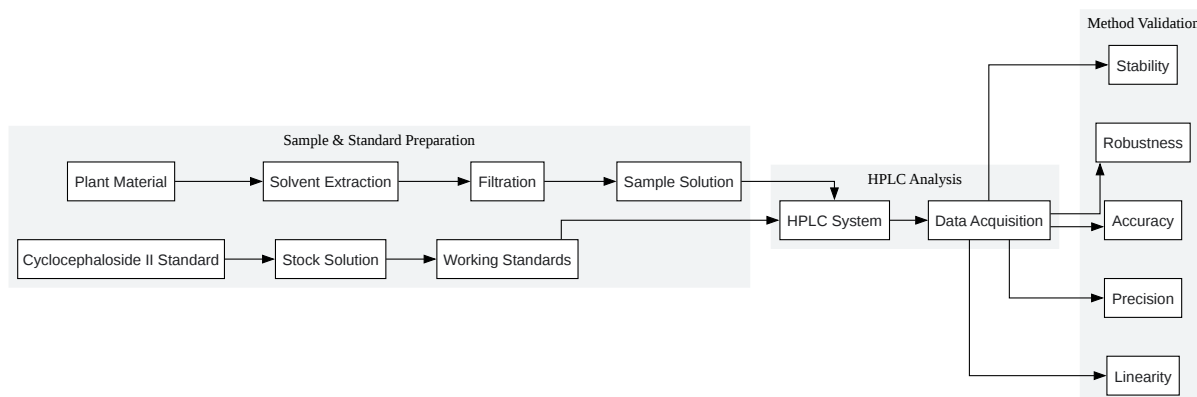 Method Validation
Stability
Sample & Standard Preparation
Robustness
Plant Material
Solvent Extraction
Filtration
Sample Solution
HPLC Analysis
HPLC System
Data Acquisition
Accuracy
Cyclocephaloside II Standard
Stock Solution
Working Standards
Precision
Linearity